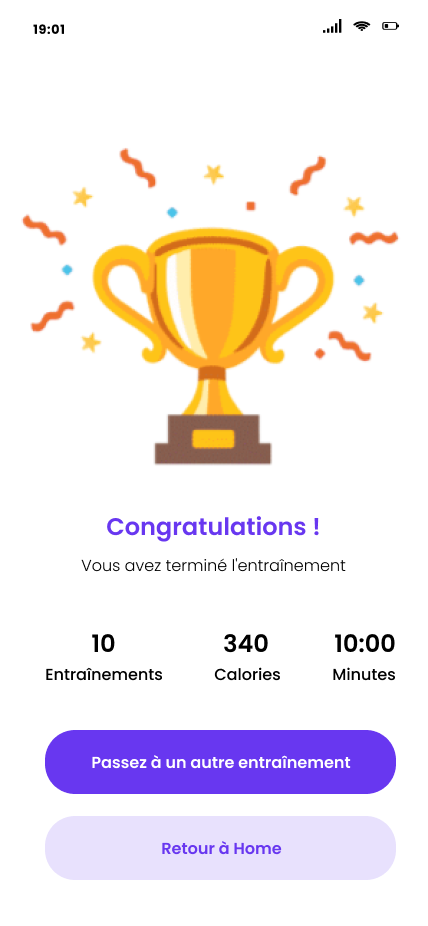 19:01
Congratulations !
Vous avez terminé l'entraînement
10 340 10:00
Entraînements Calories Minutes
Passez à un autre entraînement
Retour à Home